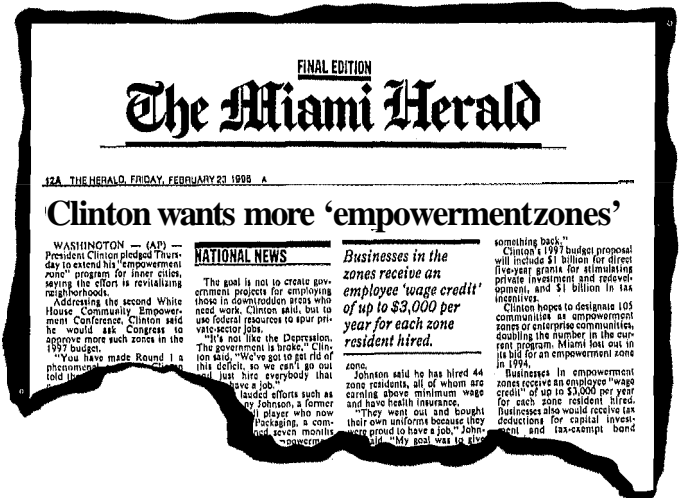 FINAL EDITION
The Miami Herald
12A THE HERALD, FRIDAY, FEBRUARY 23 1996 A
Clinton wants more 'empowerment zones'
WASHINGTON — (AP) —
President Clinton pledged Thurs-
day to extend his "empowerment
zone" program for inner cities,
saying the effort is revitalizing
neighborhoods.
Addressing the second White
House Community Empower-
ment Conference, Clinton said
he would ask Congress to
approve more such zones in the
1997 budget.
"You have made Round 1 a
phenomenal Clinton
told th
NATIONAL NEWS
The goal is not to create gov-
ernment projects for employing
those in downtrodden areas who
need work, Clinton said, but to
use federal resources to spur pri-
vate-sector jobs.
"It's not like the Depression.
The government is broke," Clin-
ton said. "We've got to get rid of
this deficit, so we can't go out
and just hire everybody that
have a job."
lauded efforts such as
ny Johnson, a former
l player who now
Packaging, a com-
ned seven months
mpowerme
Businesses in the
zones receive an
employee 'wage credit'
of up to $3,000 per
year for each zone
resident hired.
zone.
Johnson said he has hired 44
zone residents, all of whom are
earning above minimum wage
and have health insurance.
"They went out and bought
their own uniforms because they
were proud to have a job," John-
said. "My goal was to give
something back."
Clinton's 1997 budget proposal
will include $1 billion for direct
five-year grants for stimulating
private investment and redevel-
opment, and $1 billion in tax
incentives.
Clinton hopes to designate 105
communities as empowerment
zones or enterprise communities,
doubling the number in the cur-
rent program. Miami lost out in
its bid for an empowerment zone
in 1994.
Businesses in empowerment
zones receive an employee "wage
credit" of up to $3,000 per year
for each zone resident hired.
Businesses also would receive tax
deductions for capital invest-
ment and tax-exempt bond